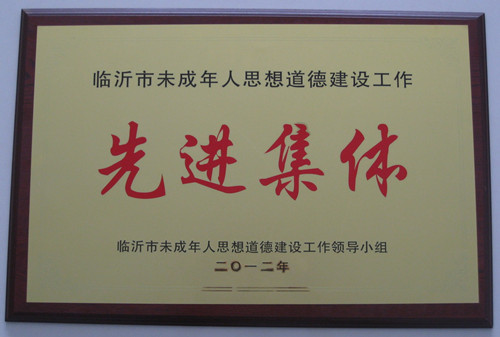 临沂市未成年人思想道德建设工作
先进集体
临沂市未成年人思想道德建设工作领导小组
二〇一二年